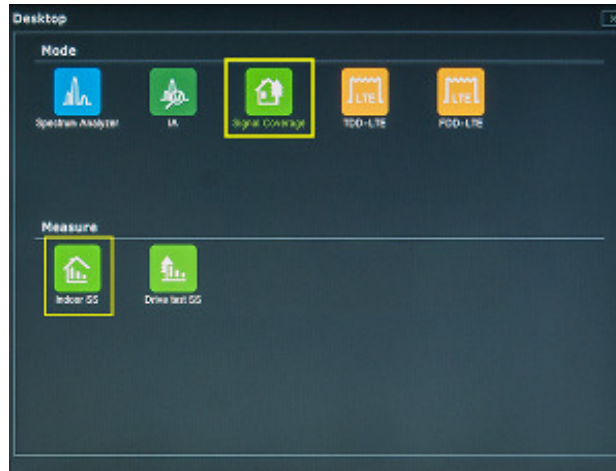 Desktop
Mode
Spectrum Analyzer
IA
Signal Coverage
LTE
TDD-LTE
LTE
FDD-LTE
Measure
Indoor SS
Drive test SS